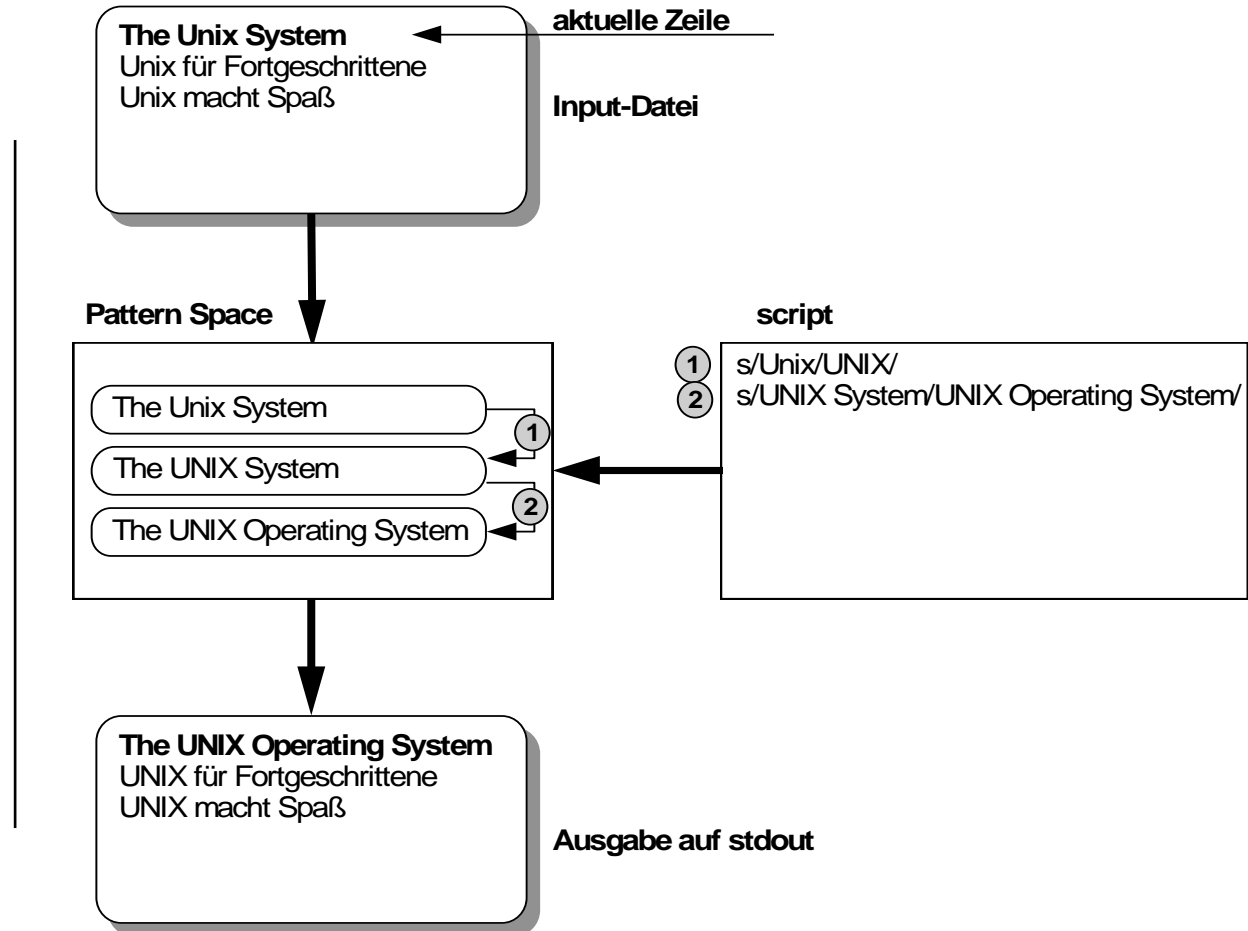 The Unix System
Unix für Fortgeschrittene
Unix macht Spaß
aktuelle Zeile
Input-Datei
Pattern Space
The Unix System
1
The UNIX System
2
The UNIX Operating System
script
1 s/Unix/UNIX/
2 s/UNIX System/UNIX Operating System/
The UNIX Operating System
UNIX für Fortgeschrittene
UNIX macht Spaß
Ausgabe auf stdout